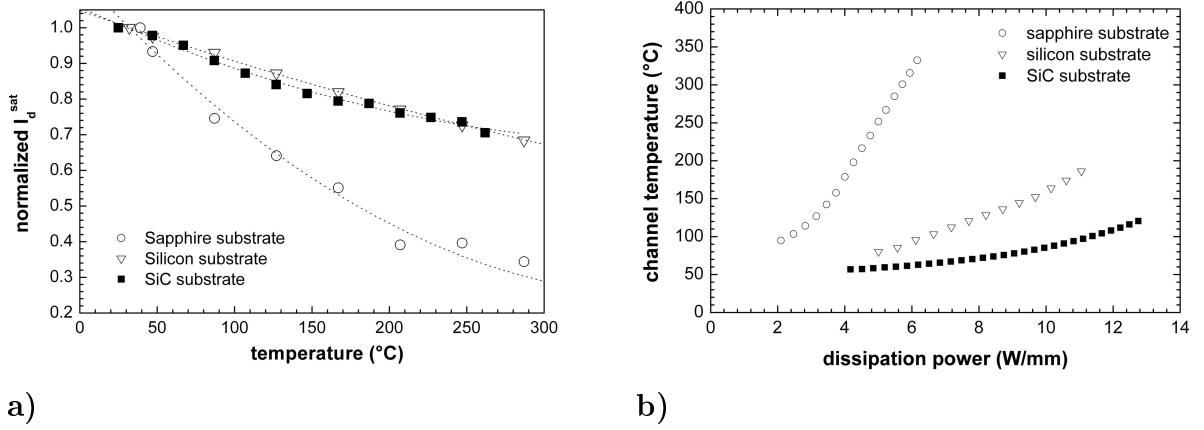 1.0
0.9
0.8
0.7
0.6
0.5
0.4
0.3
0.2
normalized I_d^sat
Sapphire substrate
Silicon substrate
SiC substrate
0 50 100 150 200 250 300
temperature (°C)
a)
400
350
300
250
200
150
100
50
0
channel temperature (°C)
sapphire substrate
silicon substrate
SiC substrate
0 2 4 6 8 10 12 14
dissipation power (W/mm)
b)